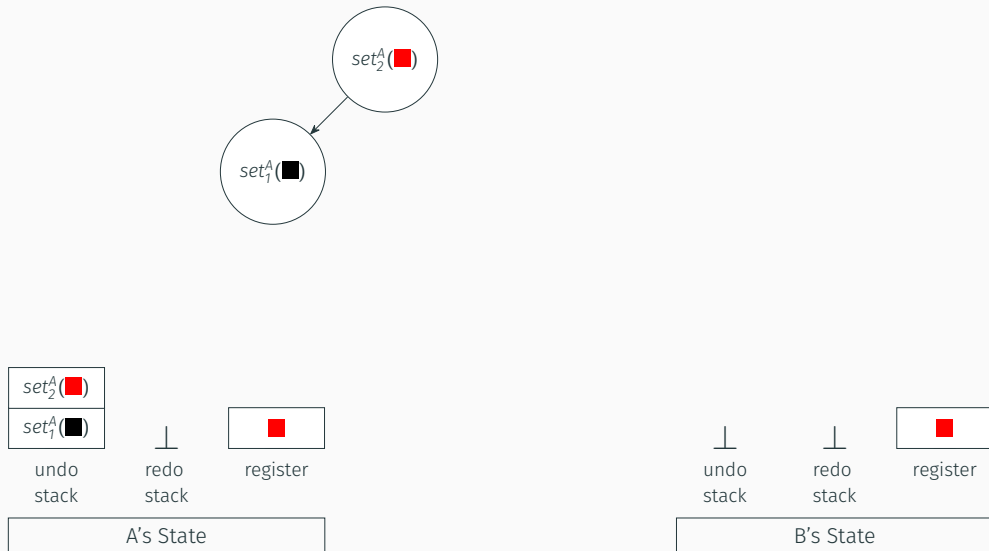 set₂ᴬ(■)
set₁ᴬ(■)
set₂ᴬ(■)
set₁ᴬ(■)
⊥
■
⊥
⊥
■
undo stack
redo stack
register
undo stack
redo stack
register
A's State
B's State